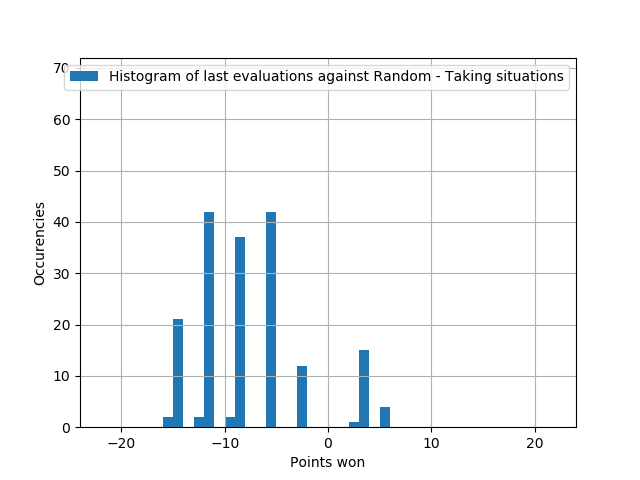 Histogram of last evaluations against Random - Taking situations
70
60
50
40
30
20
10
0
Occurencies
−20 −10 0 10 20
Points won